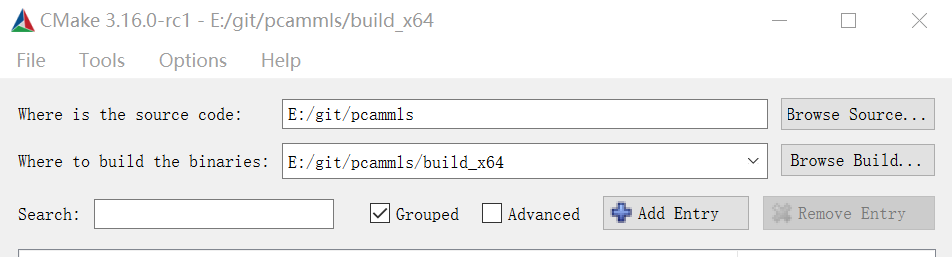 CMake 3.16.0-rc1 - E:/git/pcammls/build_x64
File Tools Options Help
Where is the source code: E:/git/pcammls Browse Source...
Where to build the binaries: E:/git/pcammls/build_x64 Browse Build...
Search: Grouped Advanced Add Entry Remove Entry